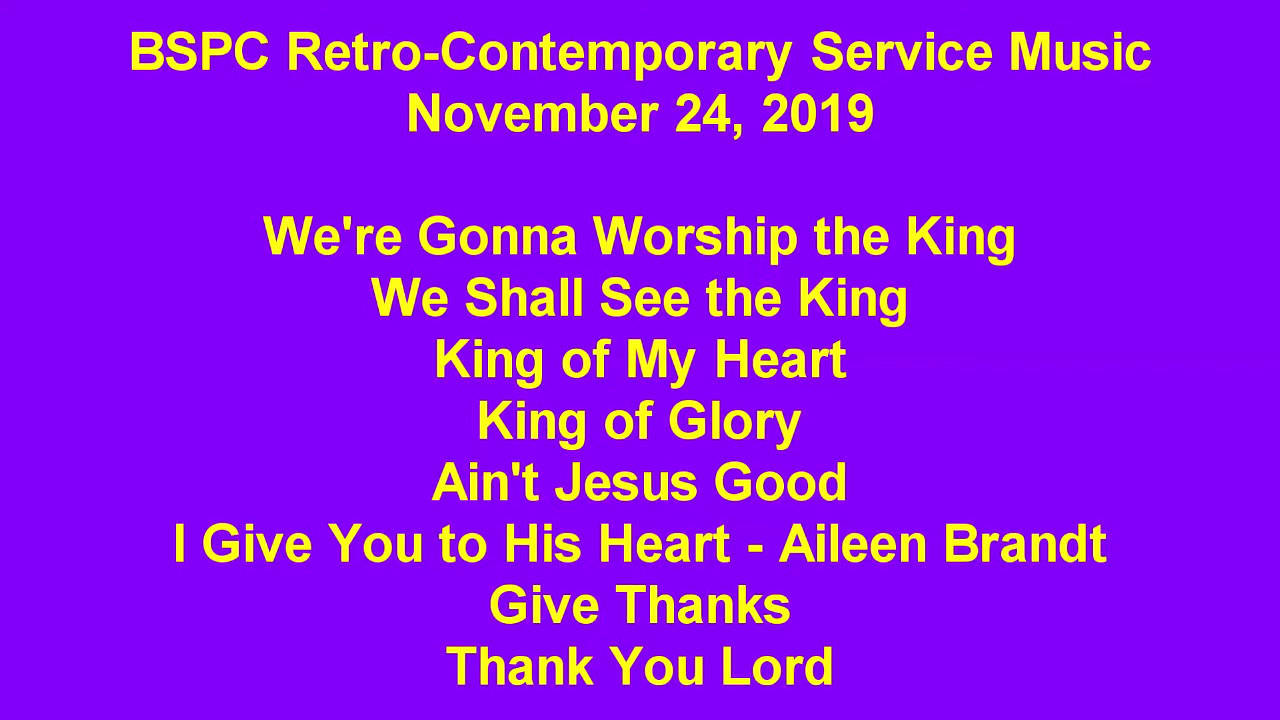 BSPC Retro-Contemporary Service Music
November 24, 2019
We're Gonna Worship the King
We Shall See the King
King of My Heart
King of Glory
Ain't Jesus Good
I Give You to His Heart - Aileen Brandt
Give Thanks
Thank You Lord